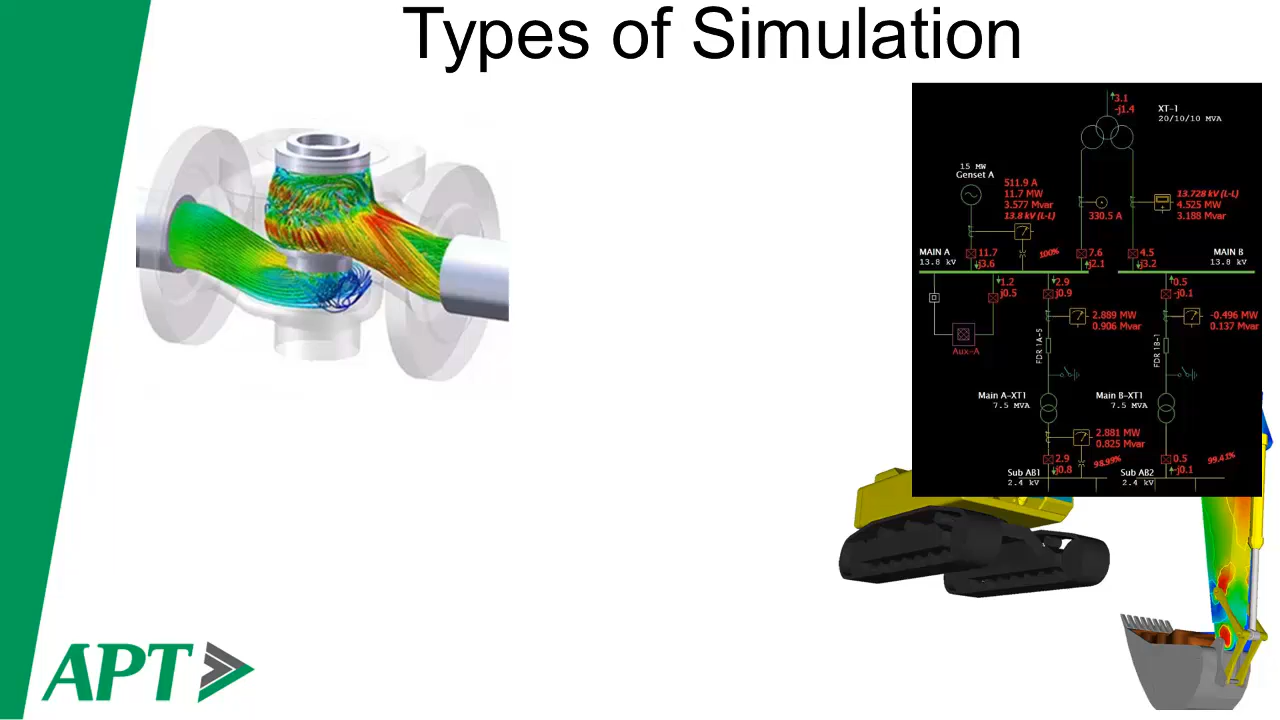 Types of Simulation
3.1
-j1.4
XT-1
20/10/10 MVA
15 MW
Genset A
511.9 A
11.7 MW
3.577 Mvar
13.8 kV (L-L)
330.5 A
13.728 kV (L-L)
4.525 MW
3.188 Mvar
MAIN A
13.8 kV
11.7
j3.6
100%
7.6
j2.1
4.5
j3.2
MAIN B
13.8 kV
1.2
j0.5
2.9
j0.9
0.5
-j0.1
2.889 MW
0.906 Mvar
-0.496 MW
0.137 Mvar
FDR 1A-5
FDR 1B-1
Aux-A
Main A-XT1
7.5 MVA
Main B-XT1
7.5 MVA
2.881 MW
0.825 Mvar
2.9
j0.8
98.99%
0.5
-j0.1
99.41%
Sub AB1
2.4 kV
Sub AB2
2.4 kV
APT